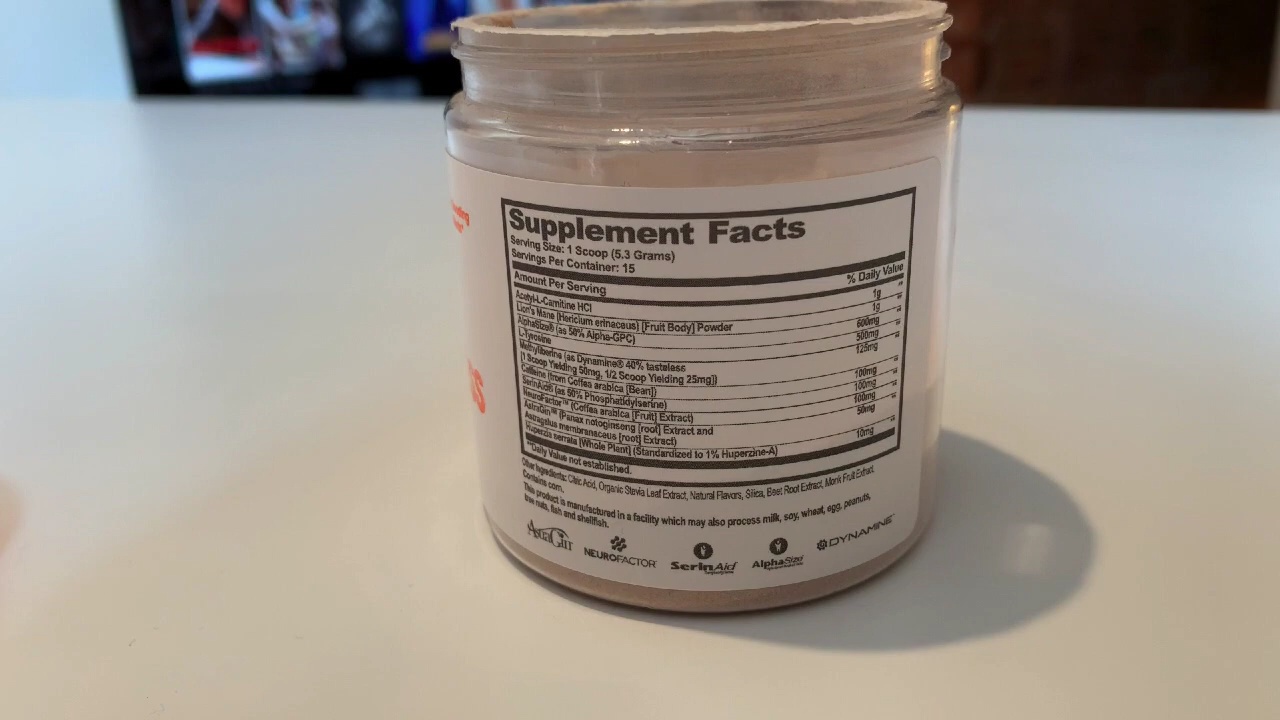 Supplement Facts
Serving Size: 1 Scoop (5.3 Grams)
Servings Per Container: 15
Amount Per Serving % Daily Value
Acetyl-L-Carnitine HCl 1g **
Lion's Mane (Hericium erinaceus) [Fruit Body] Powder 1g **
AlphaSize® (as 50% Alpha-GPC) 600mg **
L-Tyrosine 500mg **
Methylliberine (as Dynamine® 40% tasteless 125mg
[1 Scoop Yielding 50mg, 1/2 Scoop Yielding 25mg]) **
Caffeine (from Coffea arabica [Bean]) 100mg **
SerinAid® (as 50% Phosphatidylserine) 100mg **
NeuroFactor™ (Coffea arabica [Fruit] Extract) 100mg **
AstraGin™ (Panax notoginseng [root] Extract and 50mg
Astragalus membranaceus [root] Extract) **
Huperzia serrata [Whole Plant] (Standardized to 1% Huperzine-A) 10mg
**Daily Value not established.
Other Ingredients: Citric Acid, Organic Stevia Leaf Extract, Natural Flavors, Silica, Beet Root Extract, Monk Fruit Extract.
Contains corn.
This product is manufactured in a facility which may also process milk, soy, wheat, egg, peanuts,
tree nuts, fish and shellfish.
AstraGin NEUROFACTOR SerinAid AlphaSize DYNAMINE™